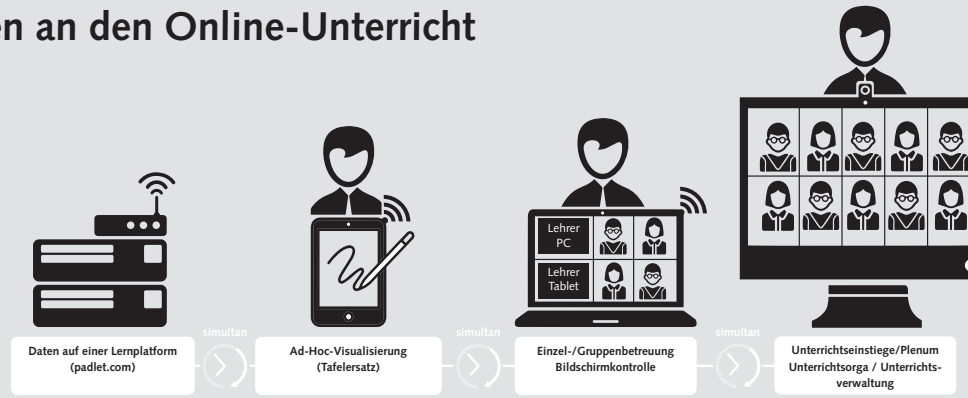 en an den Online-Unterricht
Lehrer
PC
Lehrer
Tablet
simultan
simultan
simultan
Daten auf einer Lernplatform
(padlet.com)
Ad-Hoc-Visualisierung
(Tafelersatz)
Einzel-/Gruppenbetreuung
Bildschirmkontrolle
Unterrichtseinstiege/Plenum
Unterrichtsorga / Unterrichts-
verwaltung